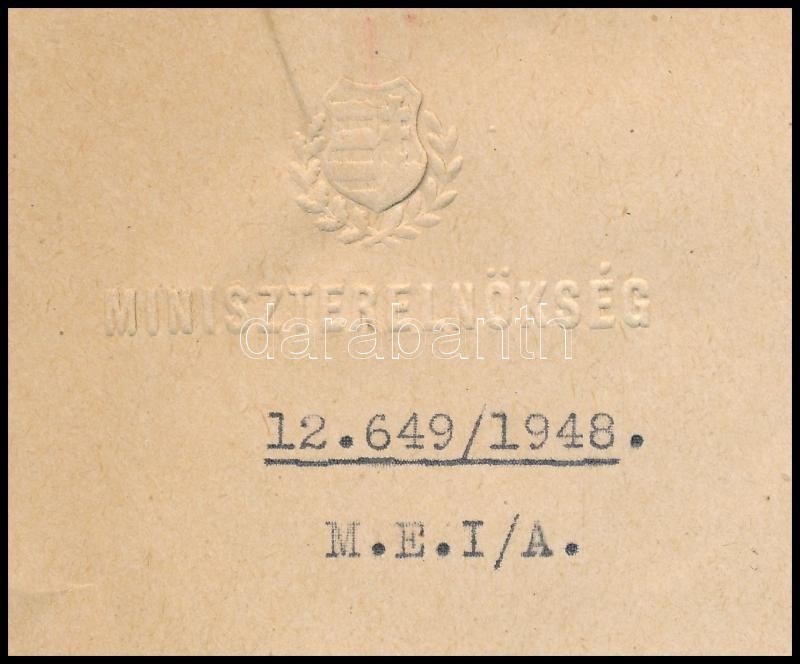 MINISZTERELNÖKSÉG
darabanth
12.649/1948.
M.E.I/A.